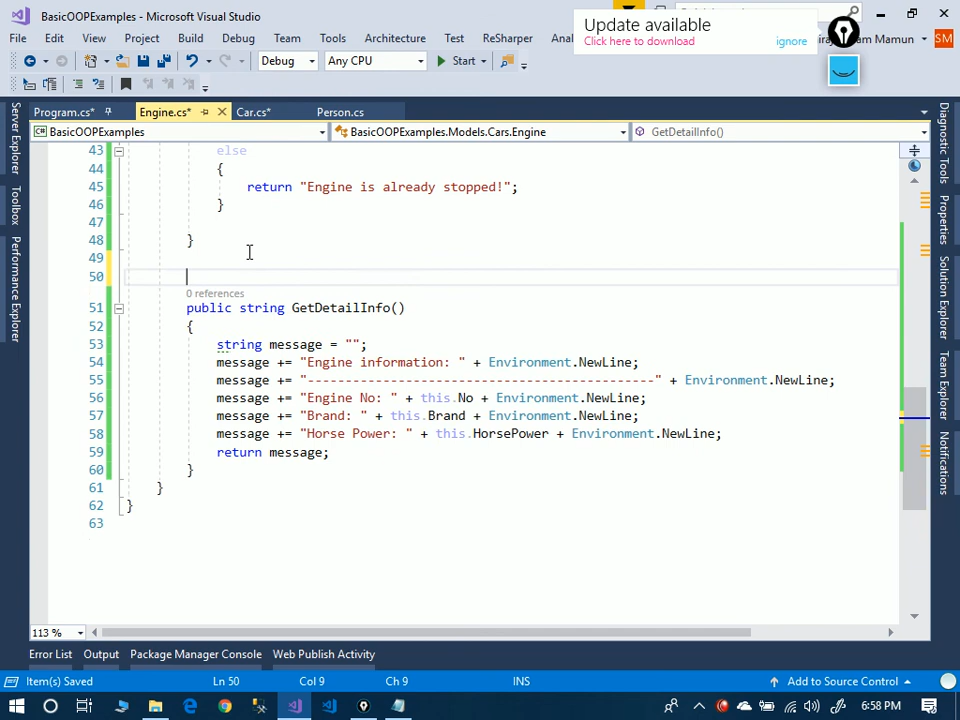 BasicOOPExamples - Microsoft Visual Studio
Update available
Click here to download
ignore
File Edit View Project Build Debug Team Tools Architecture Test ReSharper
am Mamun
SM
Debug
Any CPU
Start
Program.cs*
Engine.cs*
Car.cs*
Person.cs
BasicOOPExamples
BasicOOPExamples.Models.Cars.Engine
GetDetailInfo()
Server Explorer
Toolbox
Performance Explorer
43 else
44 {
45 return "Engine is already stopped!";
46 }
47
48 }
49
50
0 references
51 public string GetDetailInfo()
52 {
53 string message = "";
54 message += "Engine information: " + Environment.NewLine;
55 message += "----------------------------------------------" + Environment.NewLine;
56 message += "Engine No: " + this.No + Environment.NewLine;
57 message += "Brand: " + this.Brand + Environment.NewLine;
58 message += "Horse Power: " + this.HorsePower + Environment.NewLine;
59 return message;
60 }
61 }
62 }
63
Diagnostic Tools
Properties
Solution Explorer
Team Explorer
Notifications
113 %
Error List
Output
Package Manager Console
Web Publish Activity
Item(s) Saved
Ln 50
Col 9
Ch 9
INS
Add to Source Control
6:58 PM